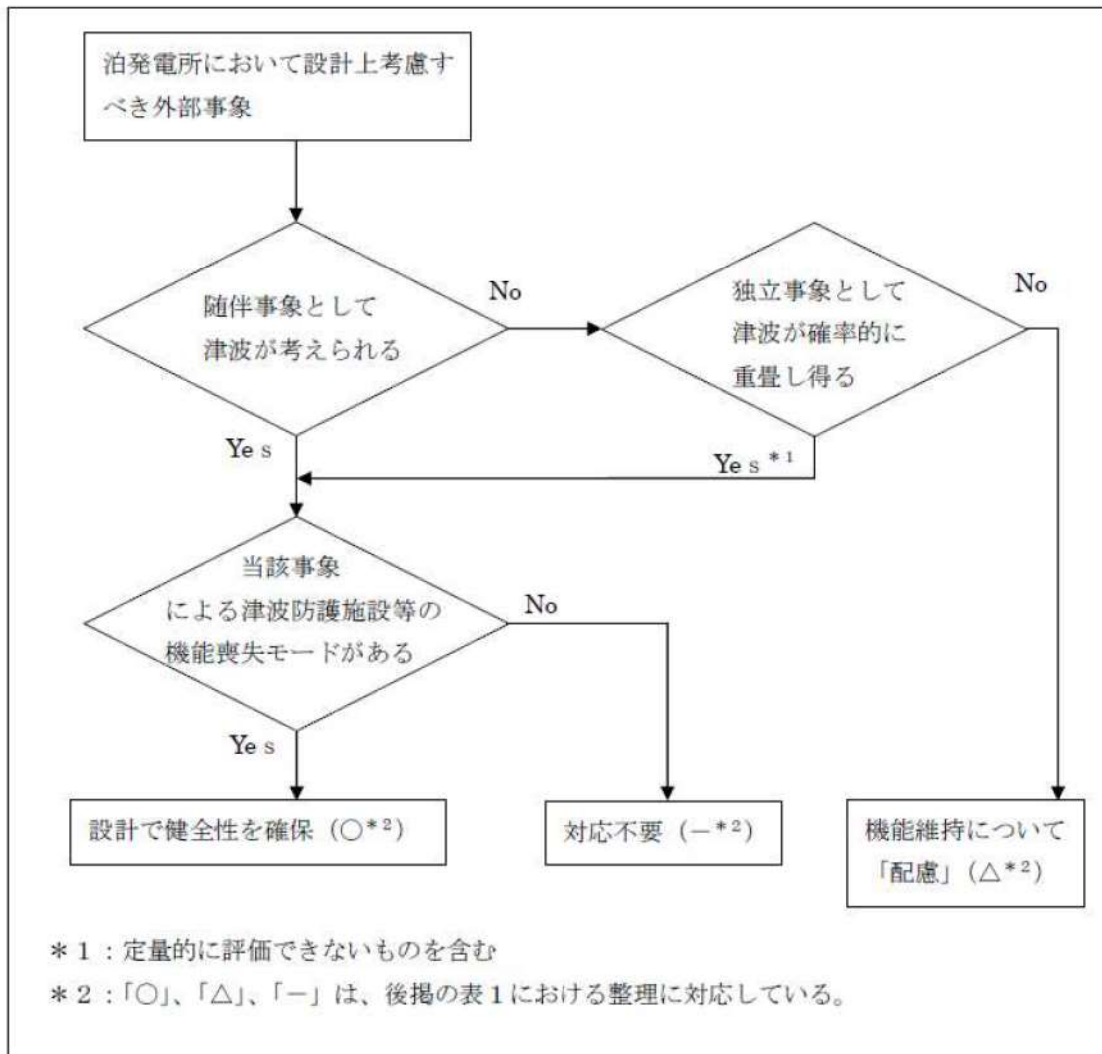 泊発電所において設計上考慮す
べき外部事象
随伴事象として
津波が考えられる
No
独立事象として
津波が確率的に
重畳し得る
No
Yes
Yes＊1
当該事象
による津波防護施設等の
機能喪失モードがある
No
Yes
設計で健全性を確保（○＊2）
対応不要（－＊2）
機能維持について
「配慮」（△＊2）
＊1：定量的に評価できないものを含む
＊2：「○」、「△」、「－」は、後掲の表1における整理に対応している。